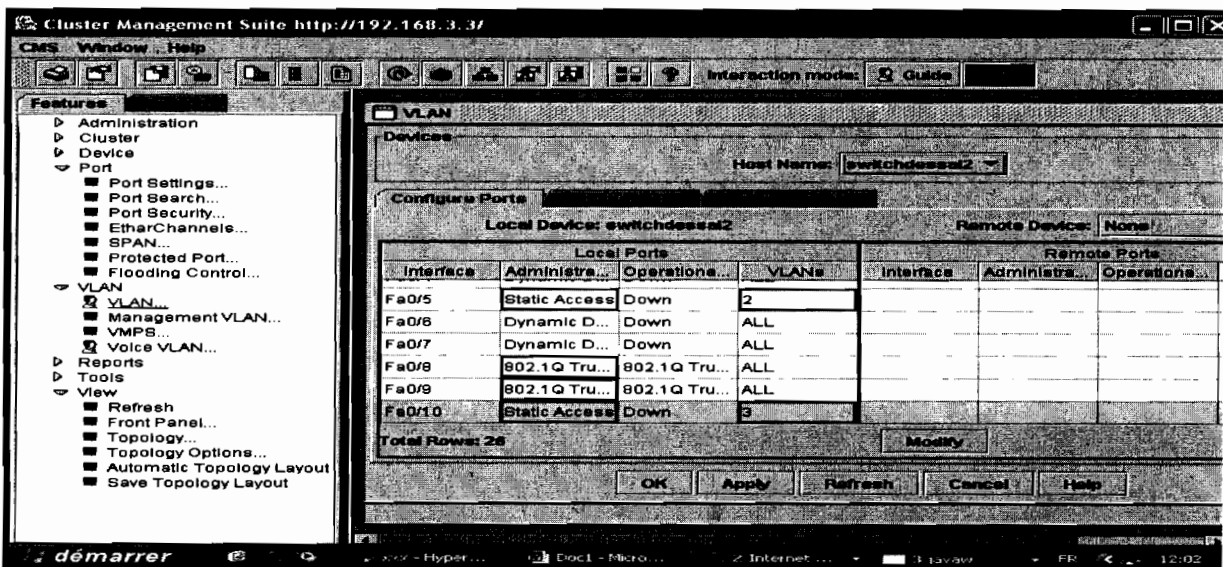 Cluster Management Suite http://192.168.3.3/
CMS Window Help
Interaction mode: Guide
Features
Administration
Cluster
Device
Port
Port Settings...
Port Search...
Port Security...
EtherChannels...
SPAN...
Protected Port...
Flooding Control...
VLAN
VLAN...
Management VLAN...
VMPS...
Voice VLAN...
Reports
Tools
View
Refresh
Front Panel...
Topology...
Topology Options...
Automatic Topology Layout
Save Topology Layout
VLAN
Devices
Host Name: switchdessal2
Configure Ports
Local Device: switchdessal2 Remote Device: None
Local Ports Remote Ports
Interface Administra... Operationa... VLANs Interface Administra... Operationa...
Fa0/5 Static Access Down 2
Fa0/6 Dynamic D... Down ALL
Fa0/7 Dynamic D... Down ALL
Fa0/8 802.1Q Tru... 802.1Q Tru... ALL
Fa0/9 802.1Q Tru... 802.1Q Tru... ALL
Fa0/10 Static Access Down 3
Total Rows: 26 Modify
OK Apply Refresh Cancel Help
démarrer - Hyper... Doc1 - Micro... 2 Internet ... 3 javaw FR 12:02